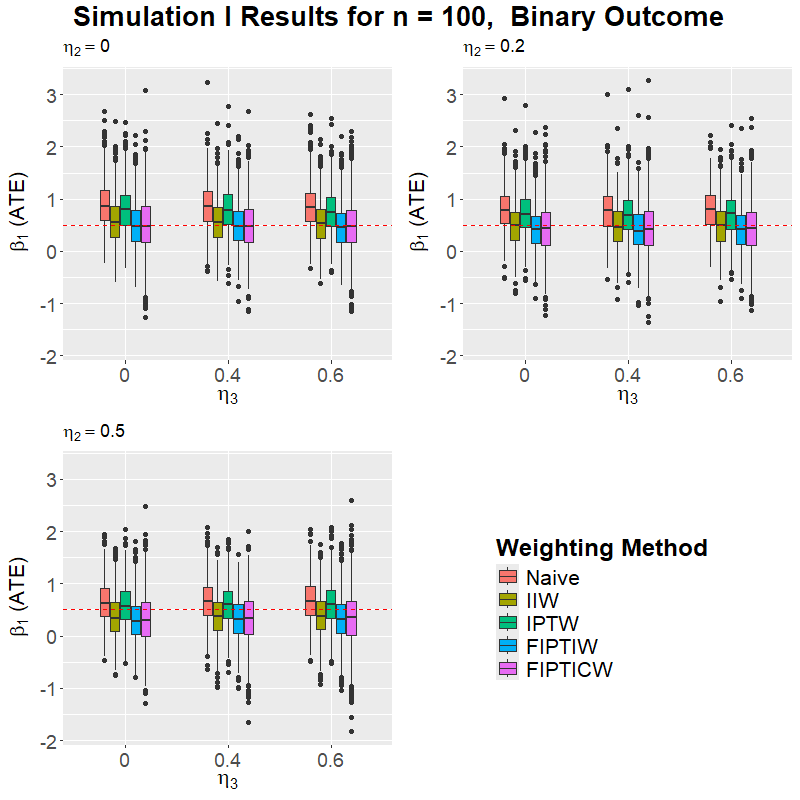 Simulation I Results for n = 100, Binary Outcome
η₂ = 0
β₁ (ATE)
3
2
1
0
-1
-2
0 0.4 0.6
η₃
η₂ = 0.2
β₁ (ATE)
3
2
1
0
-1
-2
0 0.4 0.6
η₃
η₂ = 0.5
β₁ (ATE)
3
2
1
0
-1
-2
0 0.4 0.6
η₃
Weighting Method
Naive
IIW
IPTW
FIPTIW
FIPTICW